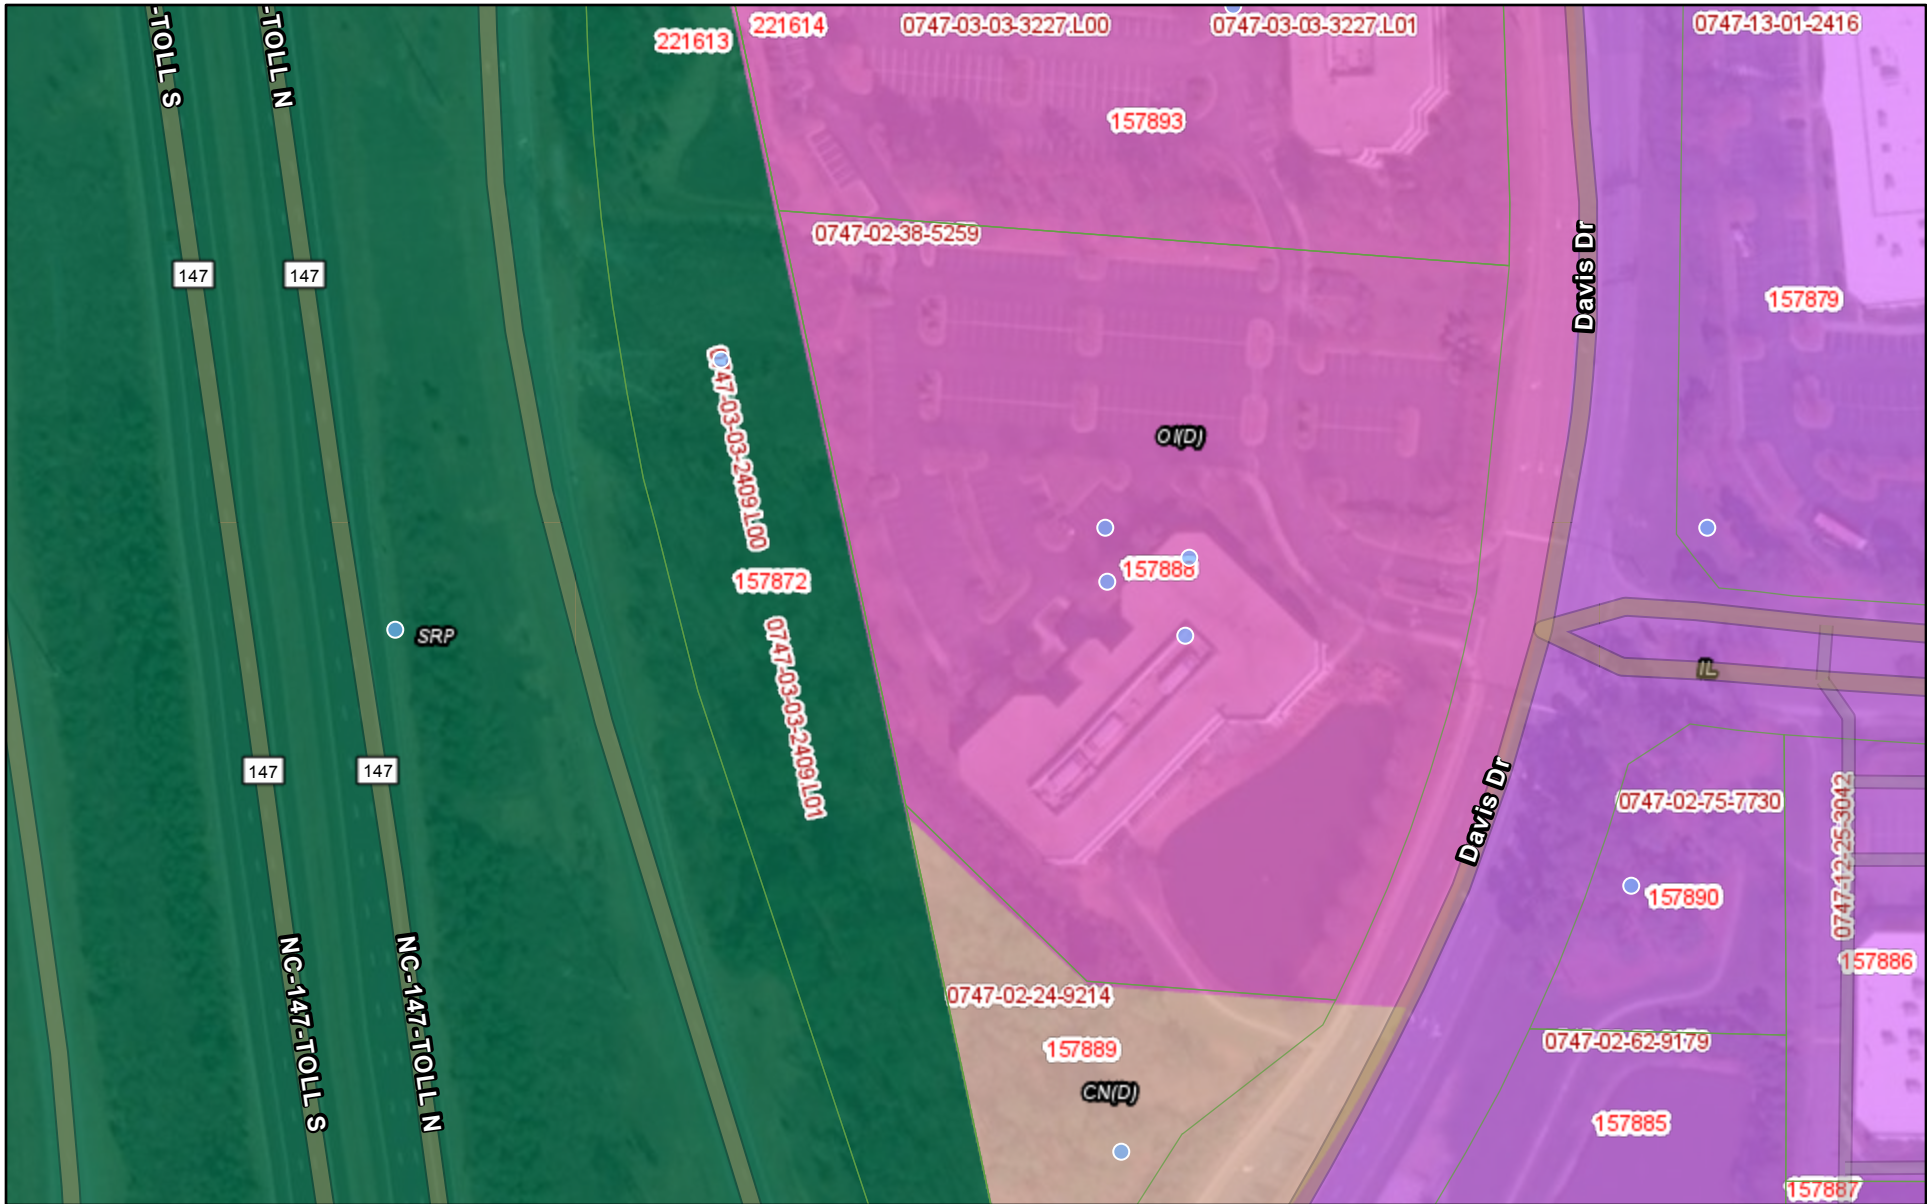 -TOLL S
-TOLL N
221613
221614
0747-03-03-3227.L00
0747-03-03-3227.L01
0747-13-01-2416
157893
0747-02-38-5259
147
147
Davis Dr
157879
0747-03-03-2409.L00
OI(D)
157888
157872
SRP
0747-03-03-2409.L01
IL
147
147
Davis Dr
0747-02-75-7730
0747-12-25-3042
157890
157886
NC-147-TOLL S
NC-147-TOLL N
0747-02-24-9214
157889
0747-02-62-9179
CN(D)
157885
157887